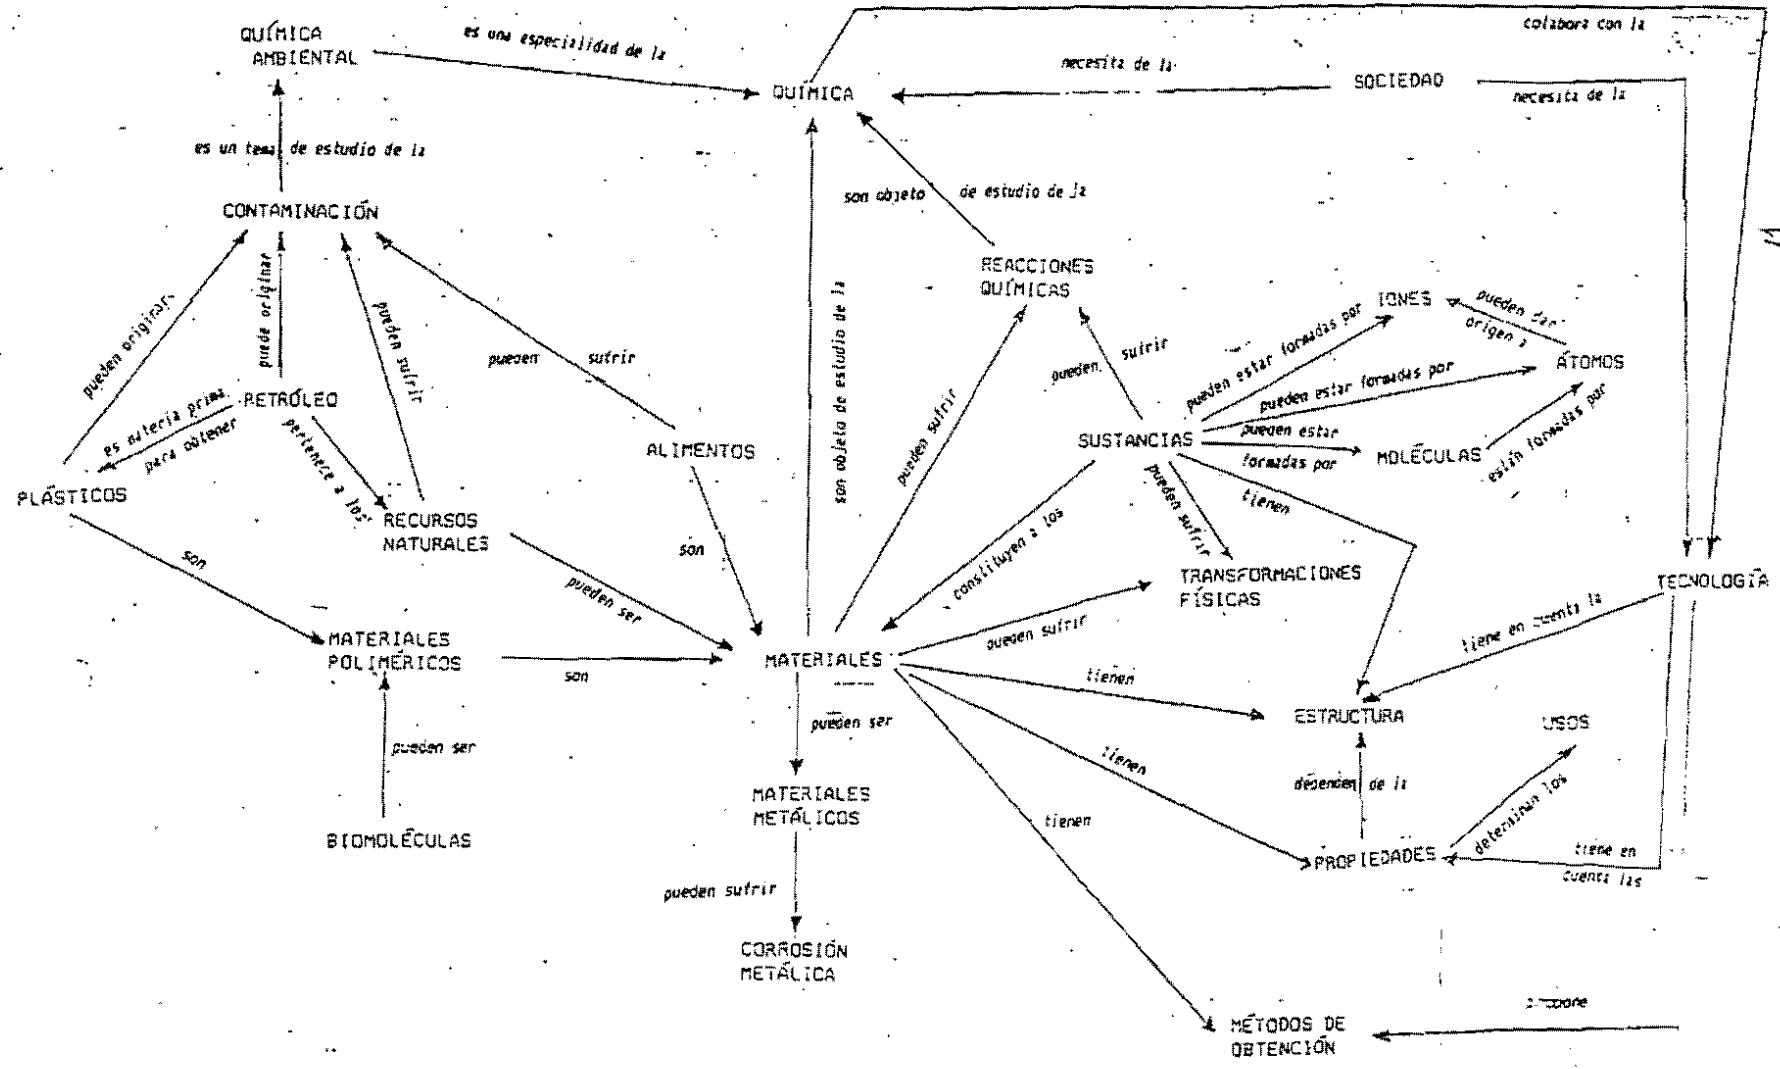 QUÍMICA
AMBIENTAL
es una especialidad de la
QUÍMICA
colabora con la
necesita de la
SOCIEDAD
necesita de la
es un tema de estudio de la
CONTAMINACIÓN
son objeto de estudio de la
REACCIONES
QUÍMICAS
pueden originar
puede originar
pueden sufrir
pueden sufrir
son objeto de estudio de la
pueden sufrir
pueden sufrir
pueden estar formadas por
IONES
pueden dar
origen a
ÁTOMOS
pueden estar formadas por
PETRÓLEO
es materia prima
para obtener
pertenece a los
ALIMENTOS
SUSTANCIAS
pueden estar
formadas por
MOLÉCULAS
están formadas por
PLÁSTICOS
RECURSOS
NATURALES
son
pueden ser
son
constituyen a los
pueden sufrir
tienen
TRANSFORMACIONES
FÍSICAS
TECNOLOGÍA
MATERIALES
POLIMÉRICOS
son
MATERIALES
pueden sufrir
tiene en cuenta la
tienen
ESTRUCTURA
USOS
pueden ser
pueden ser
tienen
dependen de la
determinan los
MATERIALES
METÁLICOS
tienen
BIOMOLÉCULAS
PROPIEDADES
tiene en
cuenta las
pueden sufrir
CORROSIÓN
METÁLICA
MÉTODOS DE
OBTENCIÓN